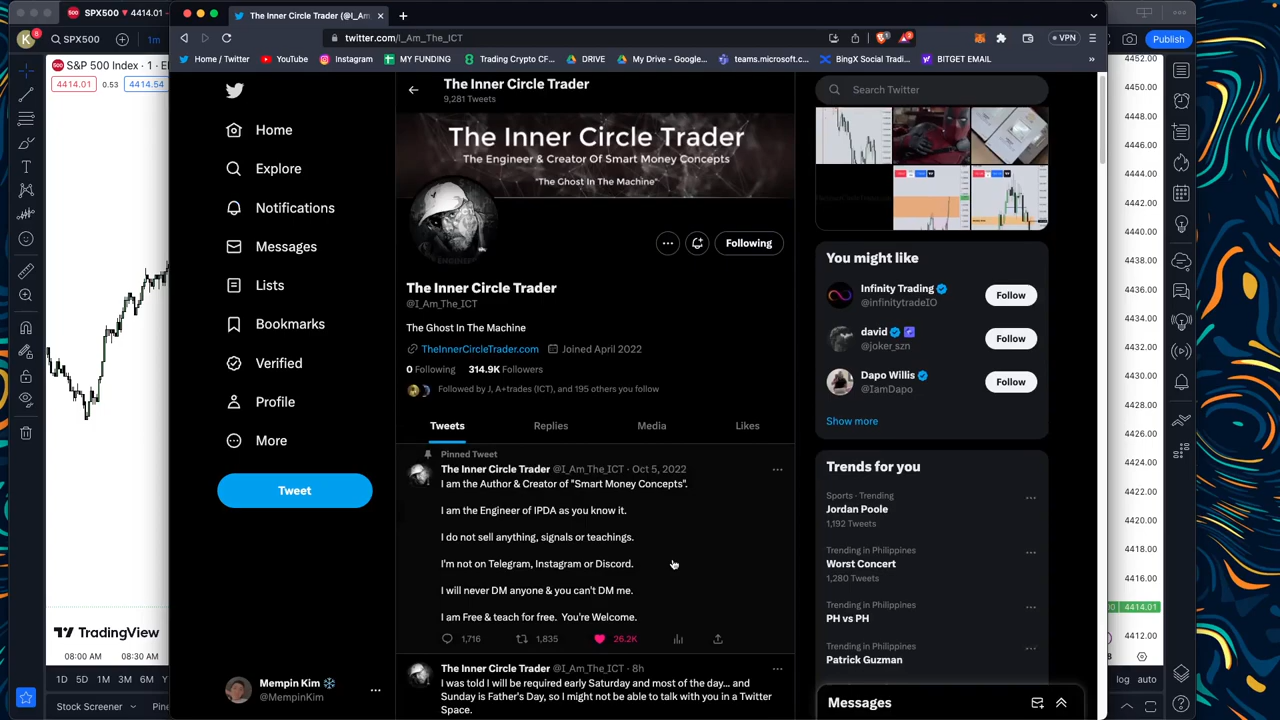 SPX500 ▼ 4414.01
The Inner Circle Trader (@I_Am
twitter.com/I_Am_The_ICT
VPN
Home / Twitter
YouTube
Instagram
MYFUNDING
Trading Crypto CF...
DRIVE
My Drive - Google...
teams.microsoft.c...
BingX Social Tradi...
BITGET EMAIL
K
8
SPX500
1m
Publish
S&P 500 Index · 1
4414.01
0.53
4414.54
The Inner Circle Trader
9,281 Tweets
Search Twitter
The Inner Circle Trader
The Engineer & Creator Of Smart Money Concepts
"The Ghost In The Machine"
Home
Explore
Notifications
Messages
Lists
Bookmarks
Verified
Profile
More
Tweet
Following
The Inner Circle Trader
@I_Am_The_ICT
The Ghost In The Machine
TheInnerCircleTrader.com
Joined April 2022
0 Following
314.9K Followers
Followed by J, A+trades (ICT), and 195 others you follow
Tweets
Replies
Media
Likes
Pinned Tweet
The Inner Circle Trader @I_Am_The_ICT · Oct 5, 2022
I am the Author & Creator of "Smart Money Concepts".
I am the Engineer of IPDA as you know it.
I do not sell anything, signals or teachings.
I'm not on Telegram, Instagram or Discord.
I will never DM anyone & you can't DM me.
I am Free & teach for free. You're Welcome.
1,716
1,835
26.2K
The Inner Circle Trader @I_Am_The_ICT · 8h
I was told I will be required early Saturday and most of the day... and
Sunday is Father's Day, so I might not be able to talk with you in a Twitter
Space.
You might like
Infinity Trading
@infinitytradeIO
Follow
david
@joker_szn
Follow
Dapo Willis
@IamDapo
Follow
Show more
Trends for you
Sports · Trending
Jordan Poole
1,192 Tweets
Trending in Philippines
Worst Concert
1,280 Tweets
Trending in Philippines
PH vs PH
Trending in Philippines
Patrick Guzman
Messages
Mempin Kim
@MempinKim
TradingView
08:00 AM
08:30 AM
1D
5D
1M
3M
6M
Stock Screener
Pine
4452.00
4450.00
4448.00
4446.00
4444.00
4442.00
4440.00
4438.00
4436.00
4434.00
4432.00
4430.00
4428.00
4426.00
4424.00
4422.00
4420.00
4418.00
4416.00
4414.01
4412.00
log
auto